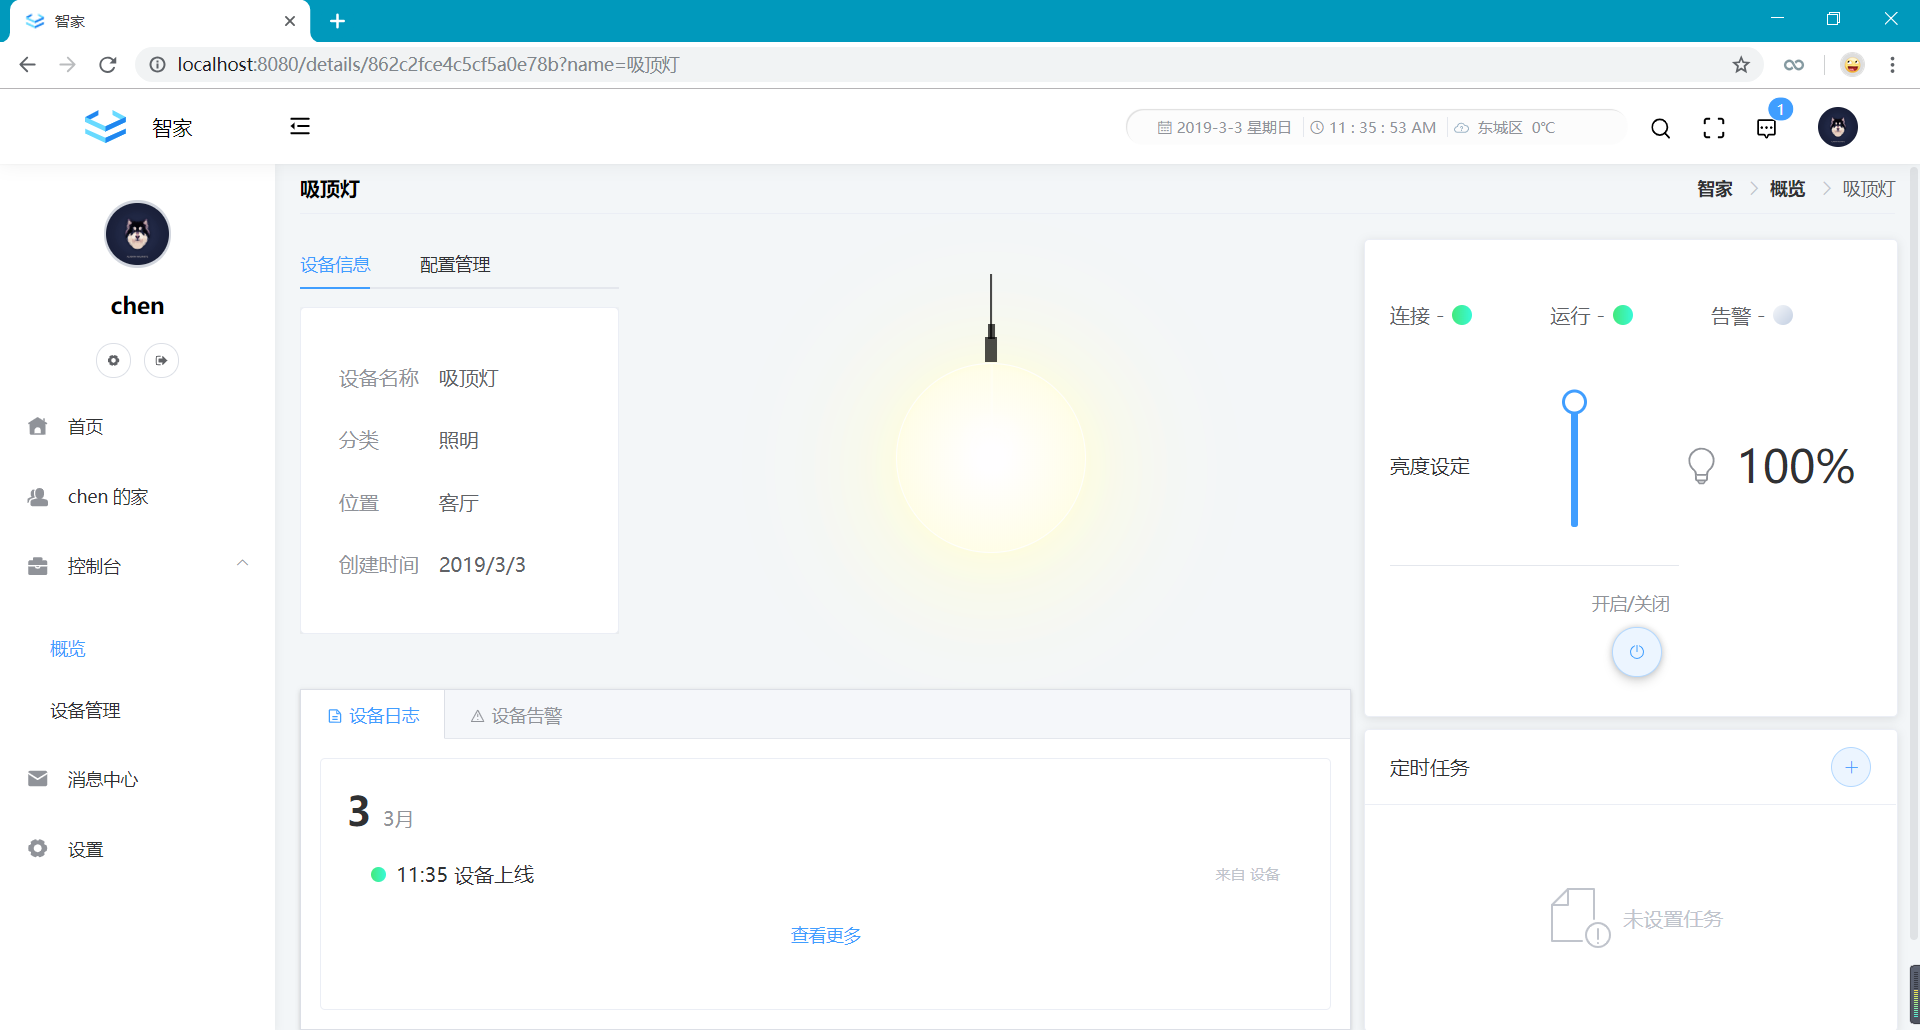 智家
localhost:8080/details/862c2fce4c5cf5a0e78b?name=吸顶灯
智家
2019-3-3 星期日
11 : 35 : 53 AM
东城区 0℃
1
chen
首页
chen 的家
控制台
概览
设备管理
消息中心
设置
吸顶灯
智家 > 概览 > 吸顶灯
设备信息
配置管理
设备名称 吸顶灯
分类 照明
位置 客厅
创建时间 2019/3/3
连接 -
运行 -
告警 -
亮度设定
100%
开启/关闭
设备日志
设备告警
3 3月
11:35 设备上线
来自 设备
查看更多
定时任务
未设置任务